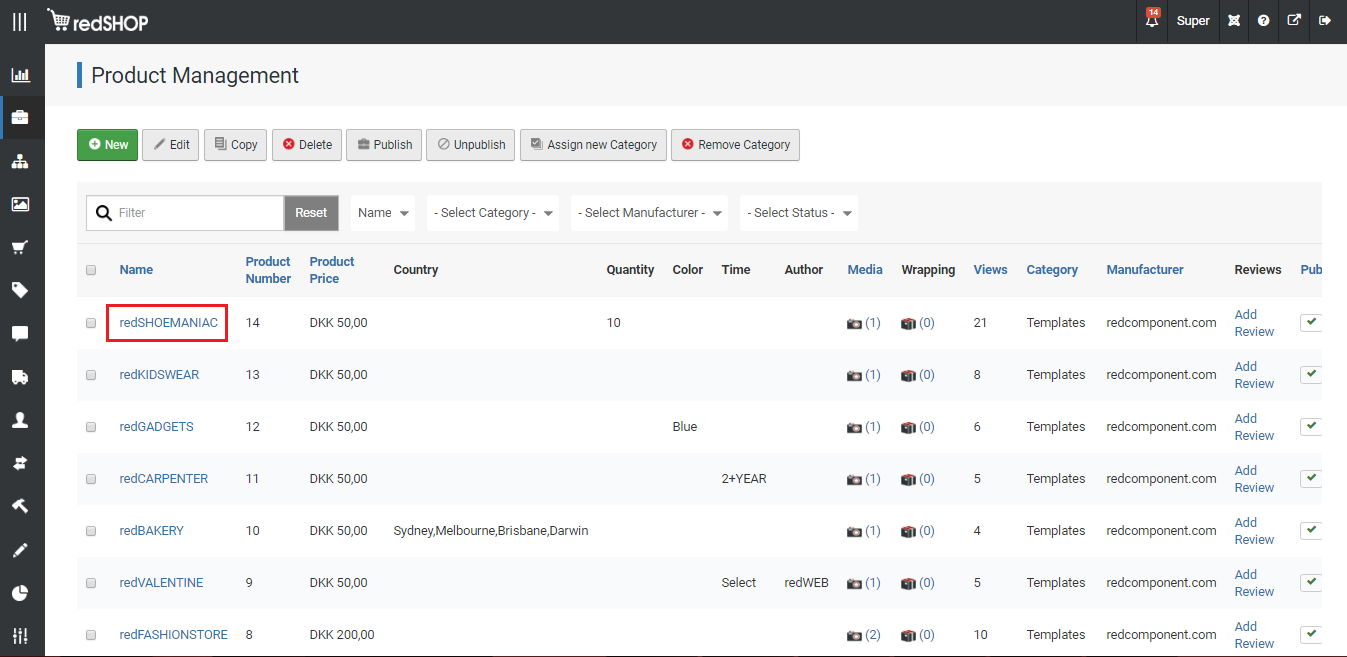 redSHOP
14
Super
Product Management
New Edit Copy Delete Publish Unpublish Assign new Category Remove Category
Filter Reset Name - Select Category - - Select Manufacturer - - Select Status -
Name Product Number Product Price Country Quantity Color Time Author Media Wrapping Views Category Manufacturer Reviews Pub
redSHOEMANIAC 14 DKK 50,00 10 (1) (0) 21 Templates redcomponent.com Add Review
redKIDSWEAR 13 DKK 50,00 (1) (0) 8 Templates redcomponent.com Add Review
redGADGETS 12 DKK 50,00 Blue (1) (0) 6 Templates redcomponent.com Add Review
redCARPENTER 11 DKK 50,00 2+YEAR (1) (0) 5 Templates redcomponent.com Add Review
redBAKERY 10 DKK 50,00 Sydney,Melbourne,Brisbane,Darwin (1) (0) 4 Templates redcomponent.com Add Review
redVALENTINE 9 DKK 50,00 Select redWEB (1) (0) 5 Templates redcomponent.com Add Review
redFASHIONSTORE 8 DKK 200,00 (2) (0) 10 Templates redcomponent.com Add Review